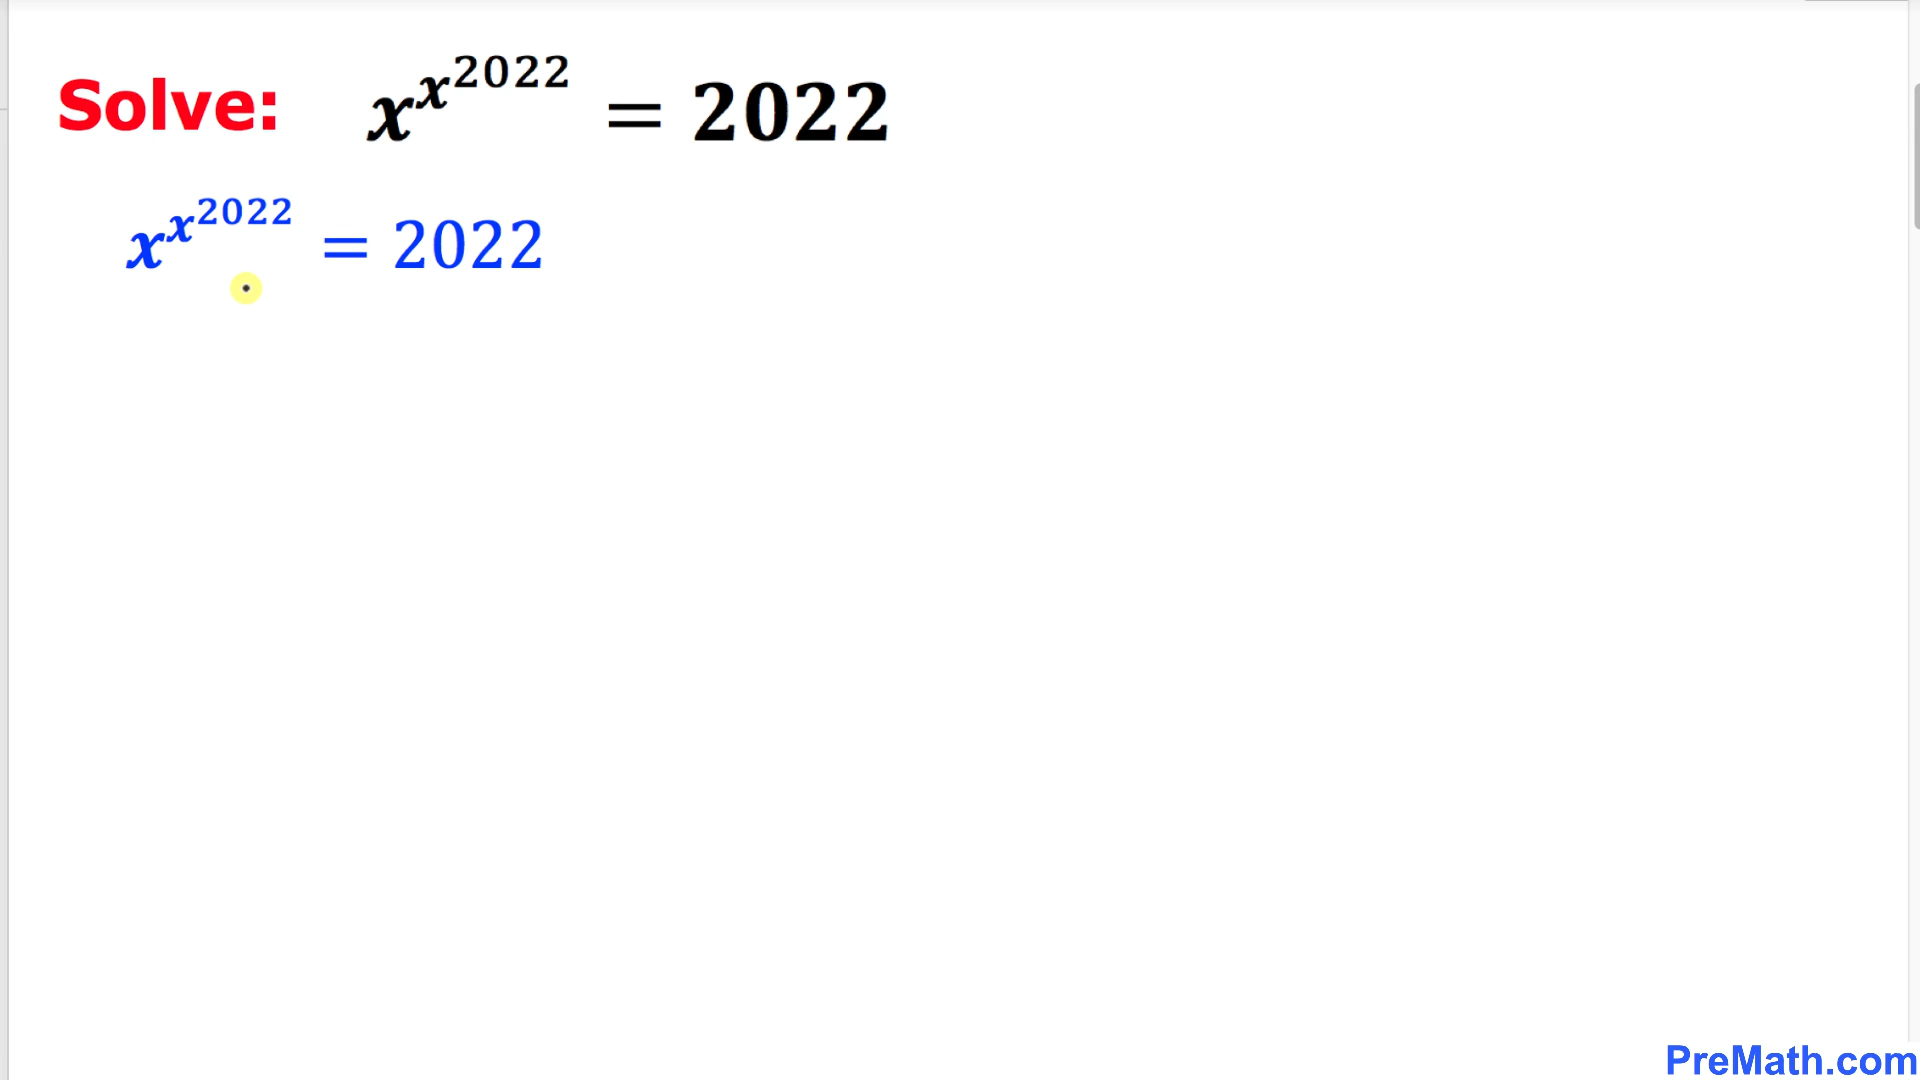 Solve: x^{x^{2022}} = 2022
x^{x^{2022}} = 2022
PreMath.com